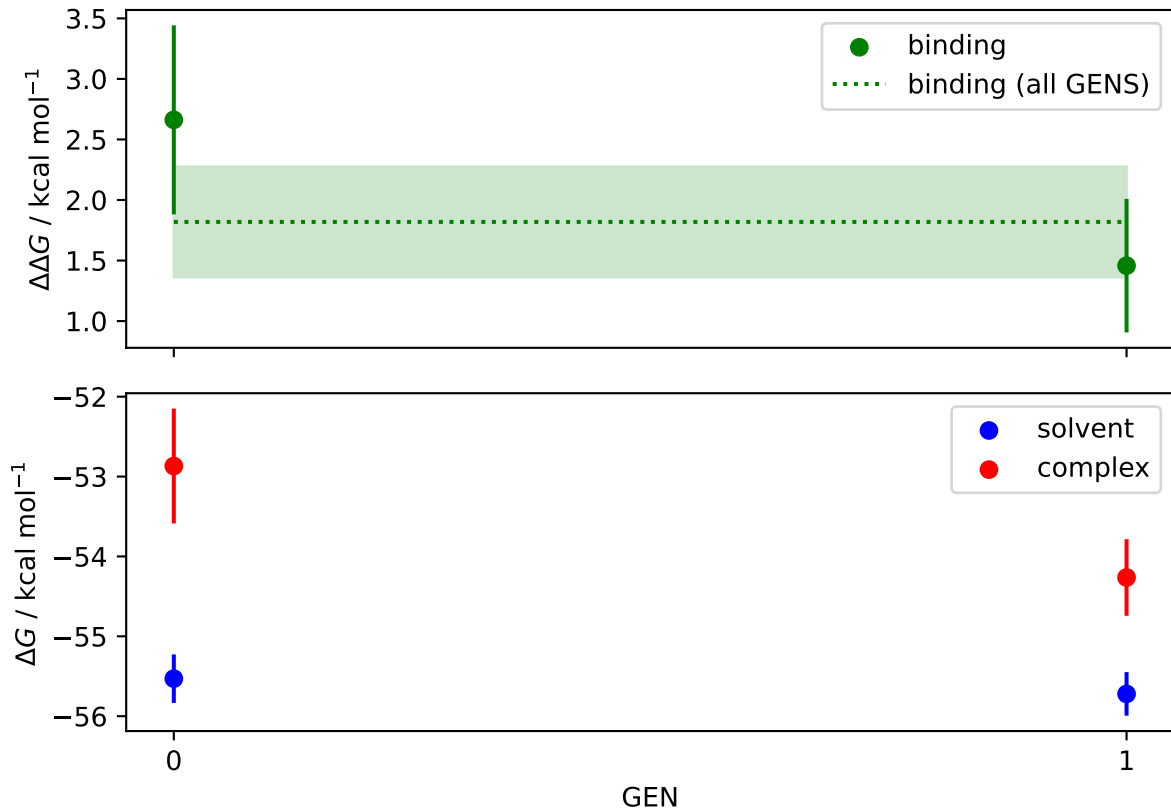 3.5
3.0
2.5
2.0
1.5
1.0
ΔΔG / kcal mol⁻¹
binding
binding (all GENS)
−52
−53
−54
−55
−56
ΔG / kcal mol⁻¹
solvent
complex
0
1
GEN